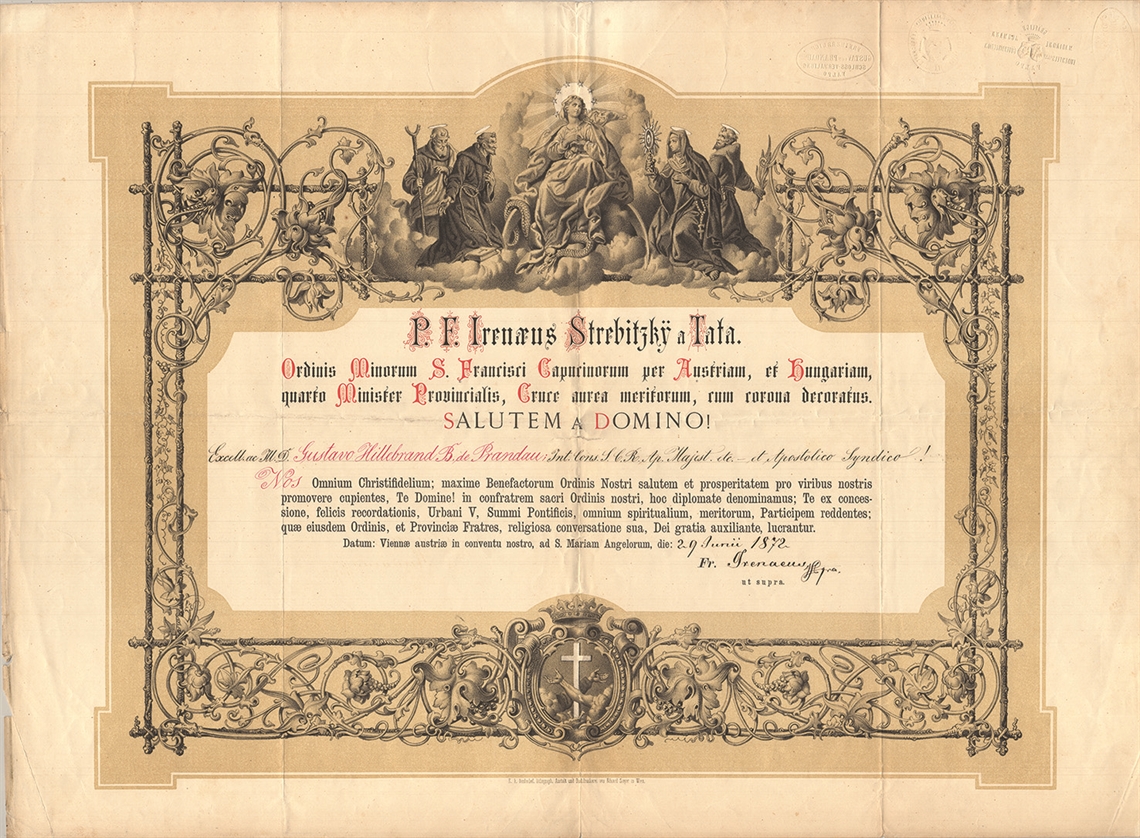 P. F. Irenæus Strebitzkÿ a Tata.
Ordinis Minorum S. Francisci Capucinorum per Austriam, et Hungariam,
quarto Minister Provincialis, Cruce aurea meritorum, cum corona decoratus.
SALUTEM A DOMINO!
Gustavo Hillebrand B. de Prandau, Int. Cons. S. C. R. Ap. Majst. etc. – et Apostolico Syndico!
Nos Omnium Christifidelium; maxime Benefactorum Ordinis Nostri salutem et prosperitatem pro viribus nostris
promovere cupientes, Te Domine! in confratrem sacri Ordinis nostri, hoc diplomate denominamus; Te ex conces-
sione, felicis recordationis, Urbani V, Summi Pontificis, omnium spiritualium, meritorum, Participem reddentes;
quæ eiusdem Ordinis, et Provinciæ Fratres, religiosa conversatione sua, Dei gratia auxiliante, lucrantur.
Datum: Viennæ austriæ in conventu nostro, ad S. Mariam Angelorum, die: 29 Junii 1872
Fr. Irenaeus
ut supra.